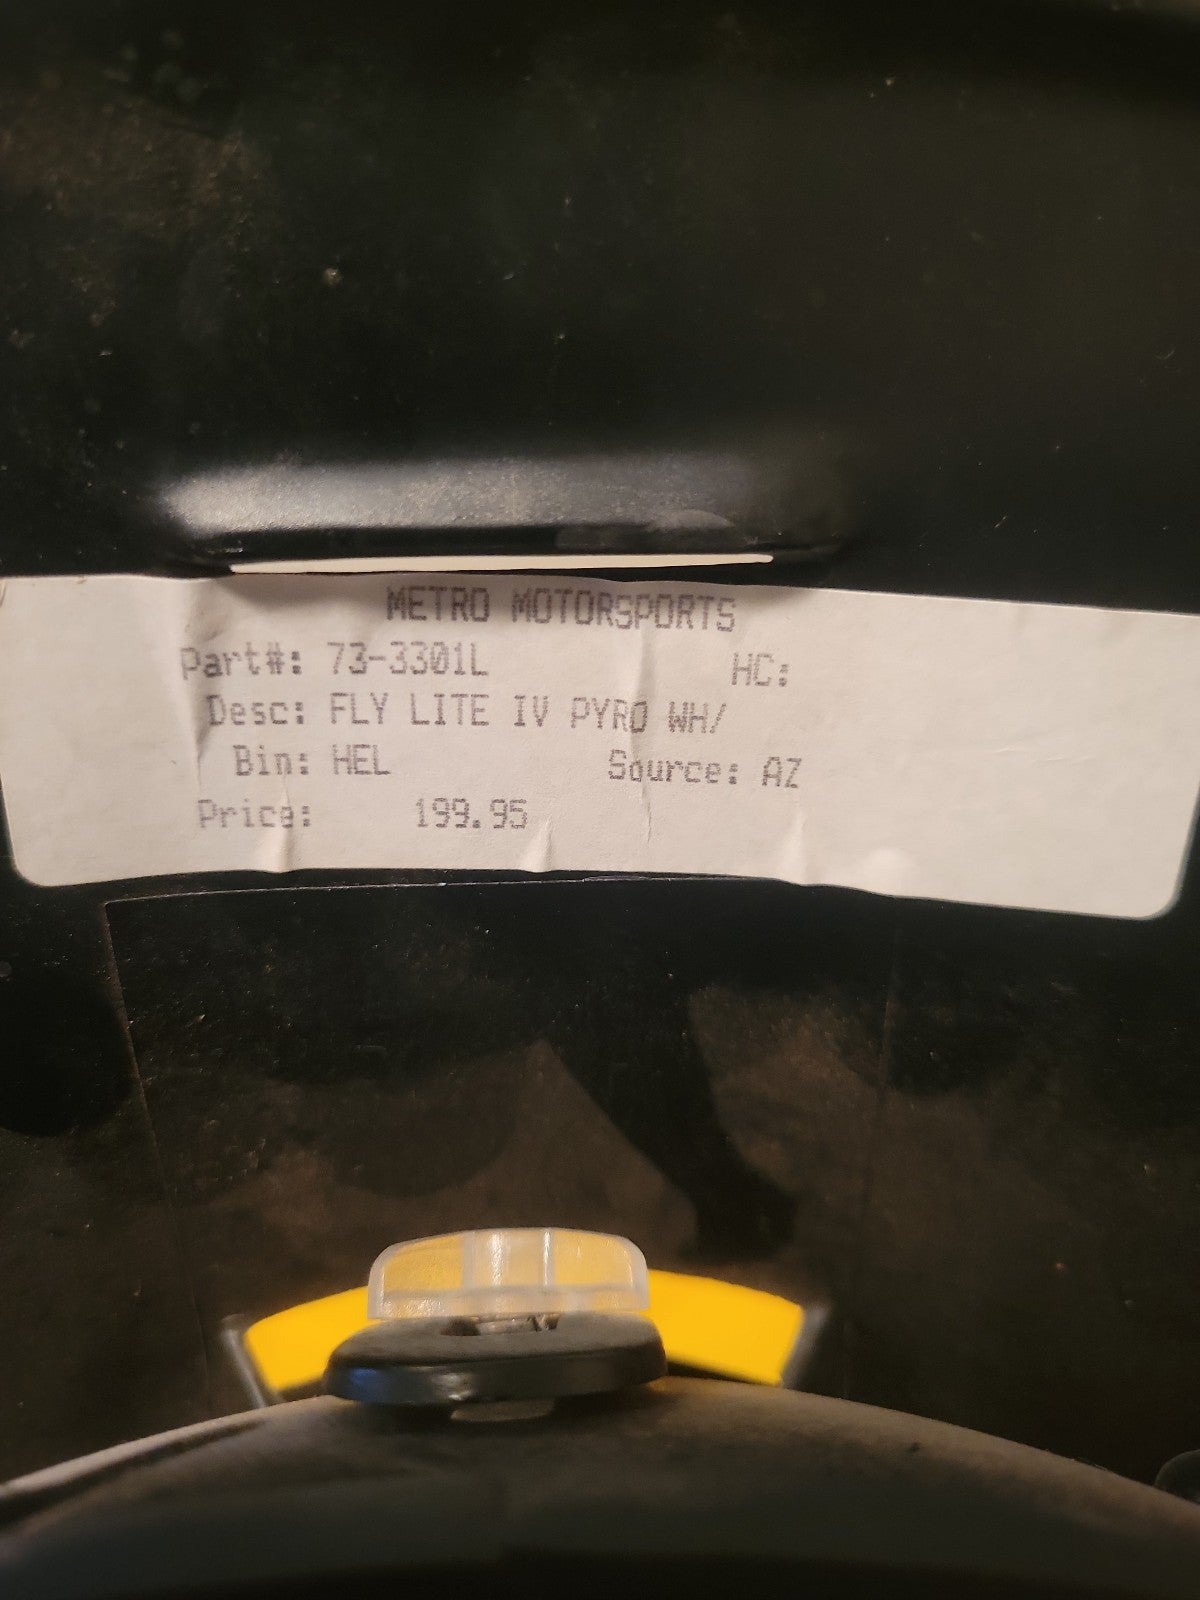 METRO MOTORSPORTS
Part#: 73-3301L HC:
Desc: FLY LITE IV PYRO WH/
Bin: HEL Source: AZ
Price: 199.95